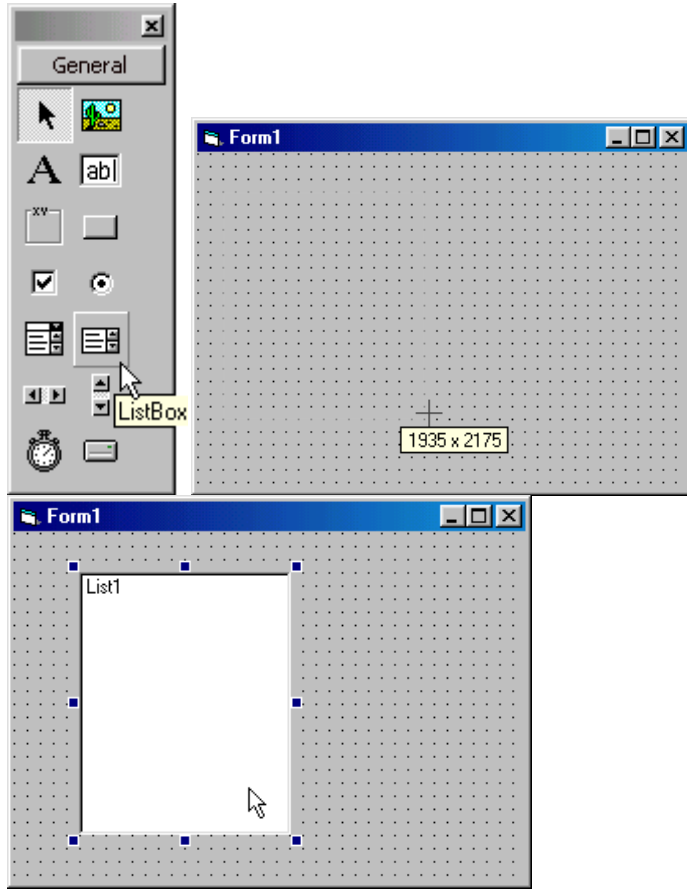 General
A
abl
xv
ListBox
Form1
1935 x 2175
Form1
List1